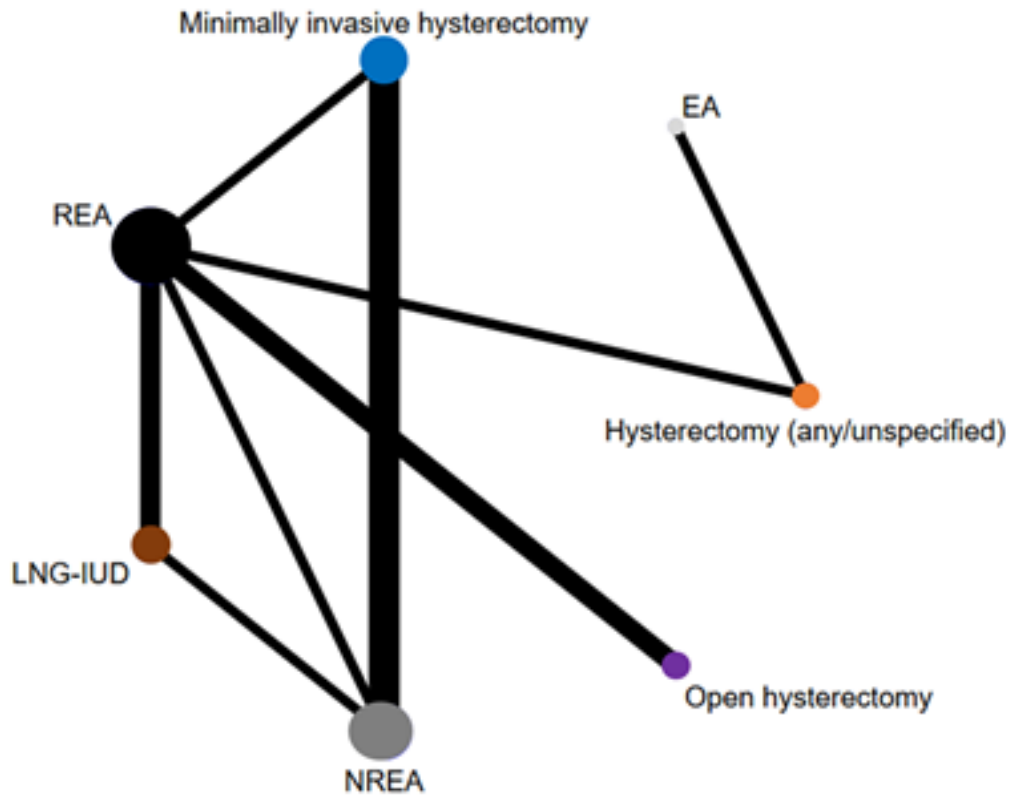 Minimally invasive hysterectomy
EA
REA
Hysterectomy (any/unspecified)
LNG-IUD
Open hysterectomy
NREA